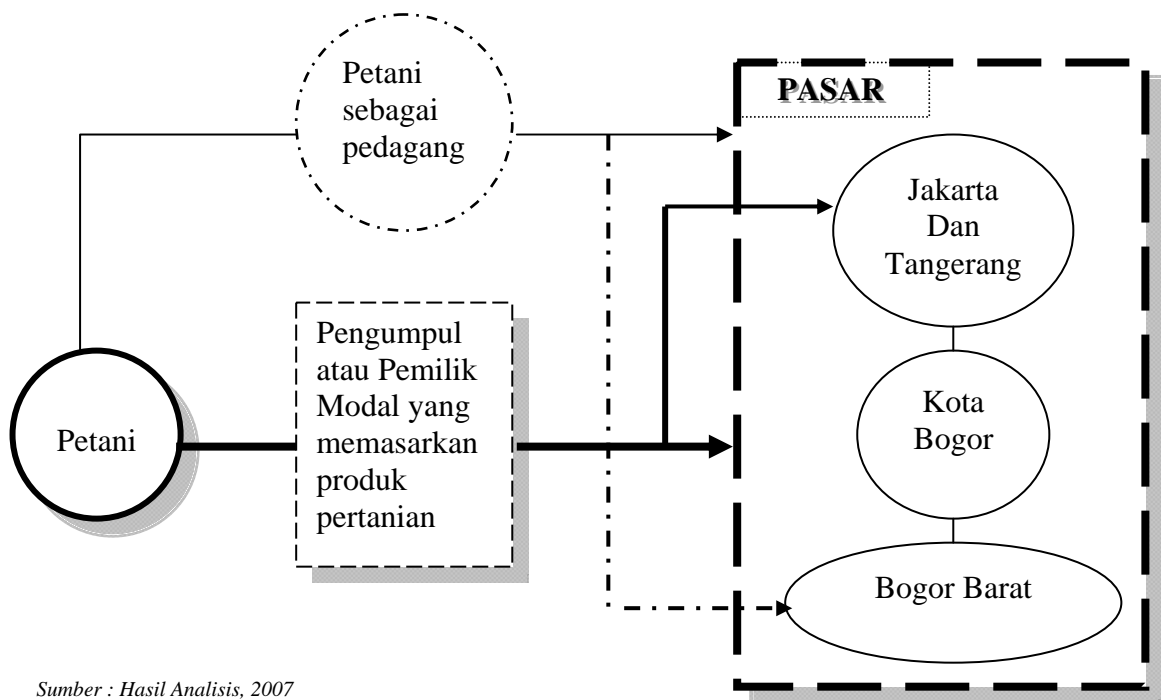 Petani
sebagai
pedagang
PASAR
Jakarta
Dan
Tangerang
Pengumpul
atau Pemilik
Modal yang
memasarkan
produk
pertanian
Petani
Kota
Bogor
Bogor Barat
Sumber : Hasil Analisis, 2007